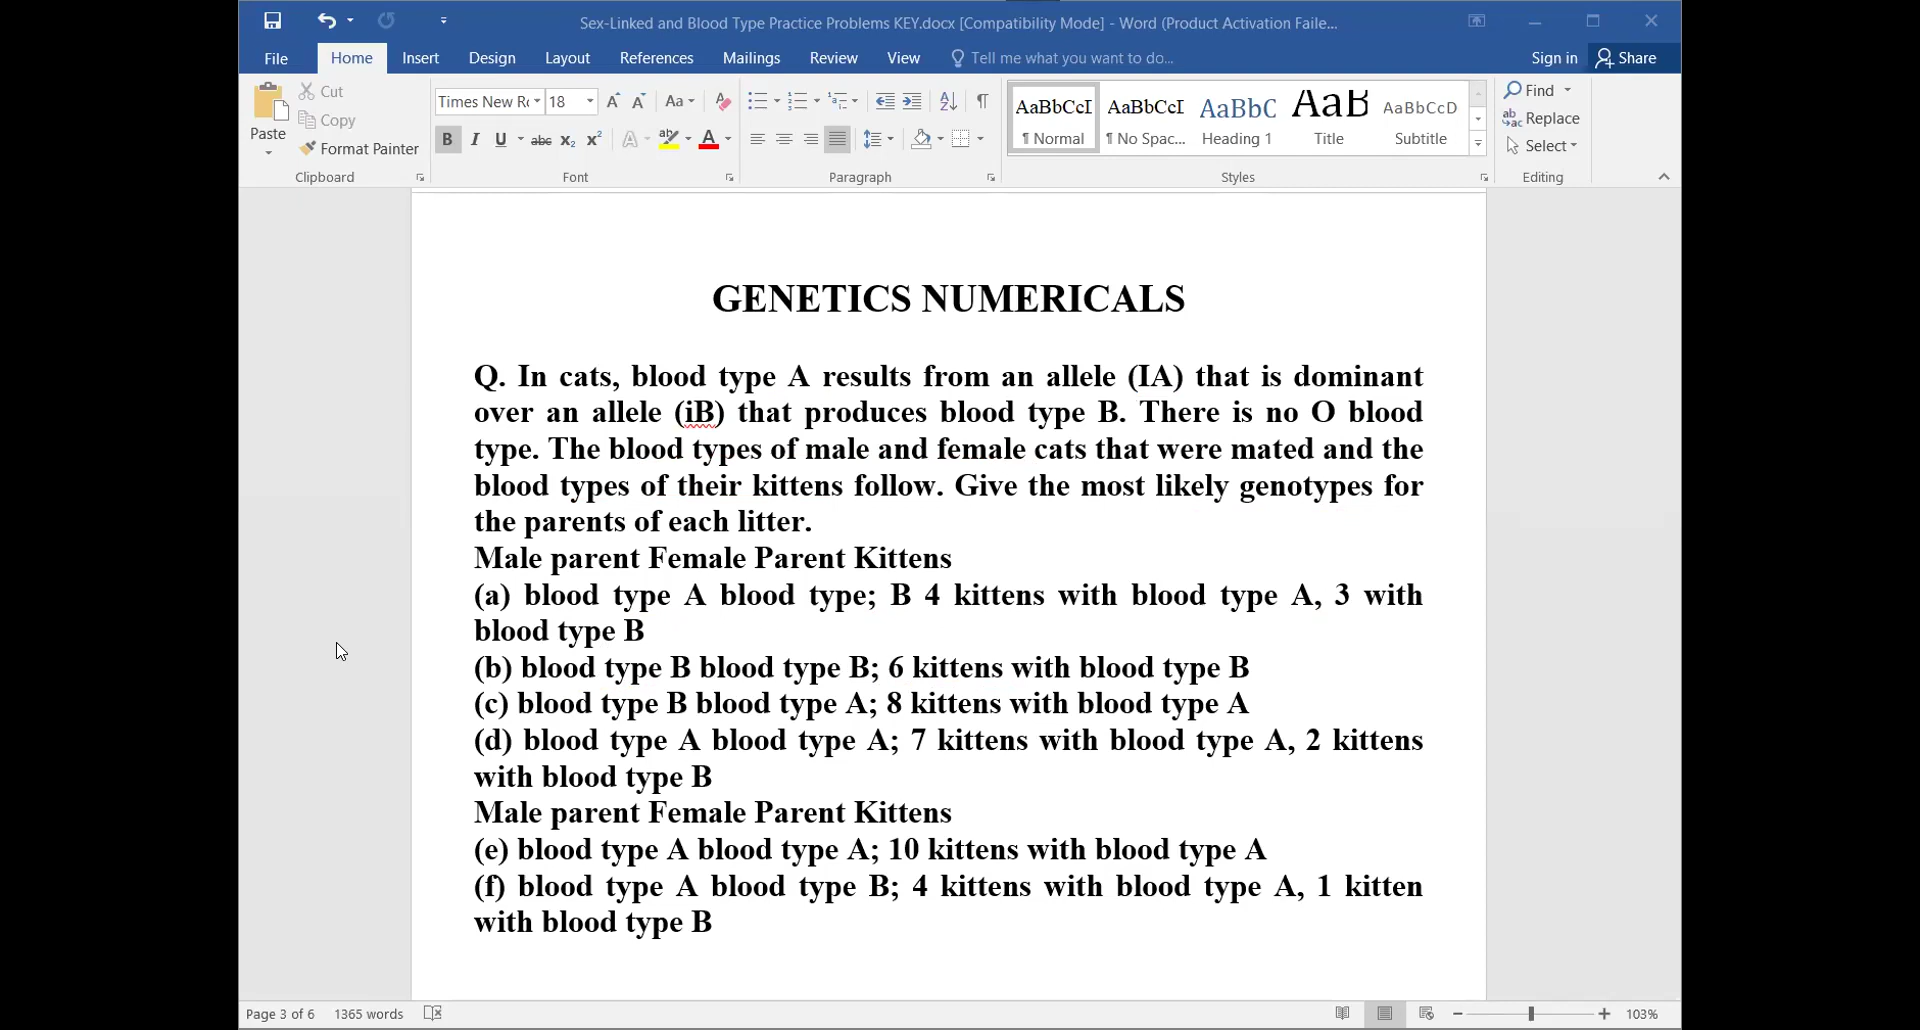 Sex-Linked and Blood Type Practice Problems KEY.docx [Compatibility Mode] - Word (Product Activation Faile...
File Home Insert Design Layout References Mailings Review View Tell me what you want to do... Sign in Share
Paste
Cut
Copy
Format Painter
Clipboard
Times New Ro 18 Aa
B I U abc x₂ x² A ab A
Font
Paragraph
AaBbCcI AaBbCcI AaBbC AaB AaBbCcD
¶ Normal ¶ No Spac... Heading 1 Title Subtitle
Styles
Find
Replace
Select
Editing
GENETICS NUMERICALS
Q. In cats, blood type A results from an allele (IA) that is dominant
over an allele (iB) that produces blood type B. There is no O blood
type. The blood types of male and female cats that were mated and the
blood types of their kittens follow. Give the most likely genotypes for
the parents of each litter.
Male parent Female Parent Kittens
(a) blood type A blood type; B 4 kittens with blood type A, 3 with
blood type B
(b) blood type B blood type B; 6 kittens with blood type B
(c) blood type B blood type A; 8 kittens with blood type A
(d) blood type A blood type A; 7 kittens with blood type A, 2 kittens
with blood type B
Male parent Female Parent Kittens
(e) blood type A blood type A; 10 kittens with blood type A
(f) blood type A blood type B; 4 kittens with blood type A, 1 kitten
with blood type B
Page 3 of 6 1365 words 103%